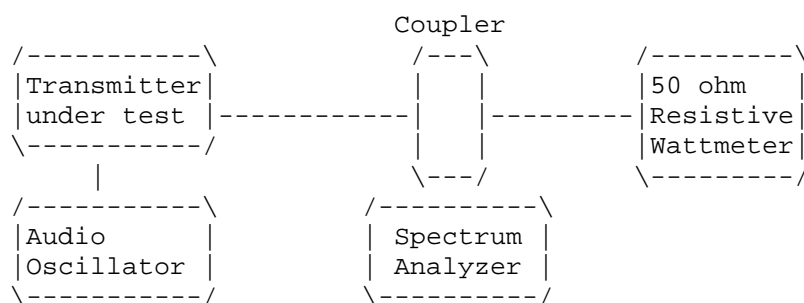 Coupler
Transmitter
under test
50 ohm
Resistive
Wattmeter
Audio
Oscillator
Spectrum
Analyzer